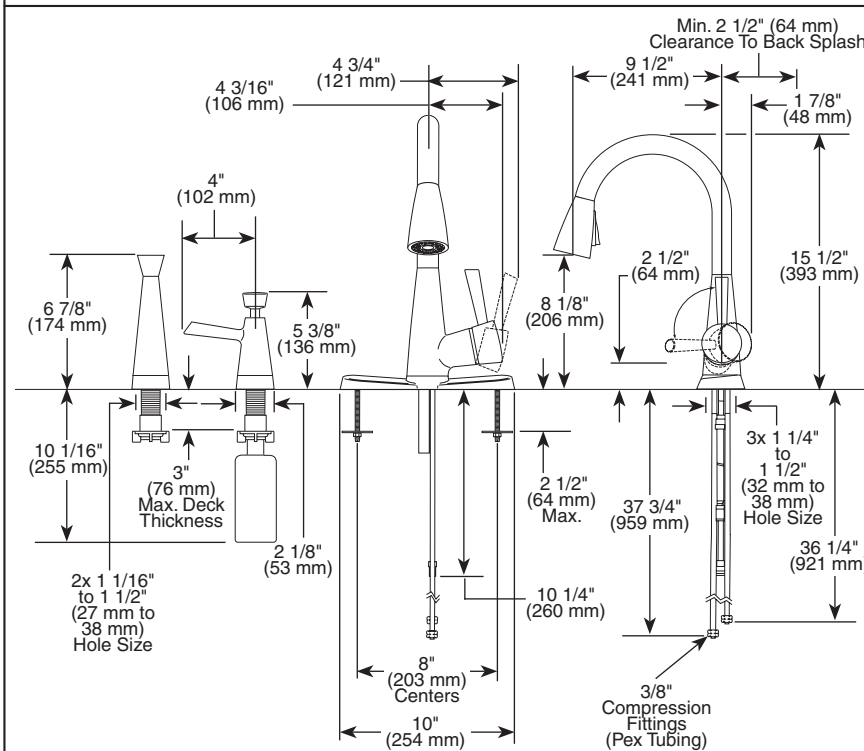 Min. 2 1/2" (64 mm)
Clearance To Back Splash
4 3/4"
(121 mm)
9 1/2"
(241 mm)
4 3/16"
(106 mm)
1 7/8"
(48 mm)
4"
(102 mm)
2 1/2"
(64 mm)
15 1/2"
(393 mm)
6 7/8"
(174 mm)
5 3/8"
(136 mm)
8 1/8"
(206 mm)
10 1/16"
(255 mm)
3"
(76 mm)
Max. Deck
Thickness
2 1/2"
(64 mm)
Max.
37 3/4"
(959 mm)
3x 1 1/4"
to
1 1/2"
(32 mm to
38 mm)
Hole Size
2 1/8"
(53 mm)
36 1/4"
(921 mm)
2x 1 1/16"
to 1 1/2"
(27 mm to
38 mm)
Hole Size
10 1/4"
(260 mm)
8"
(203 mm)
Centers
10"
(254 mm)
3/8"
Compression
Fittings
(Pex Tubing)